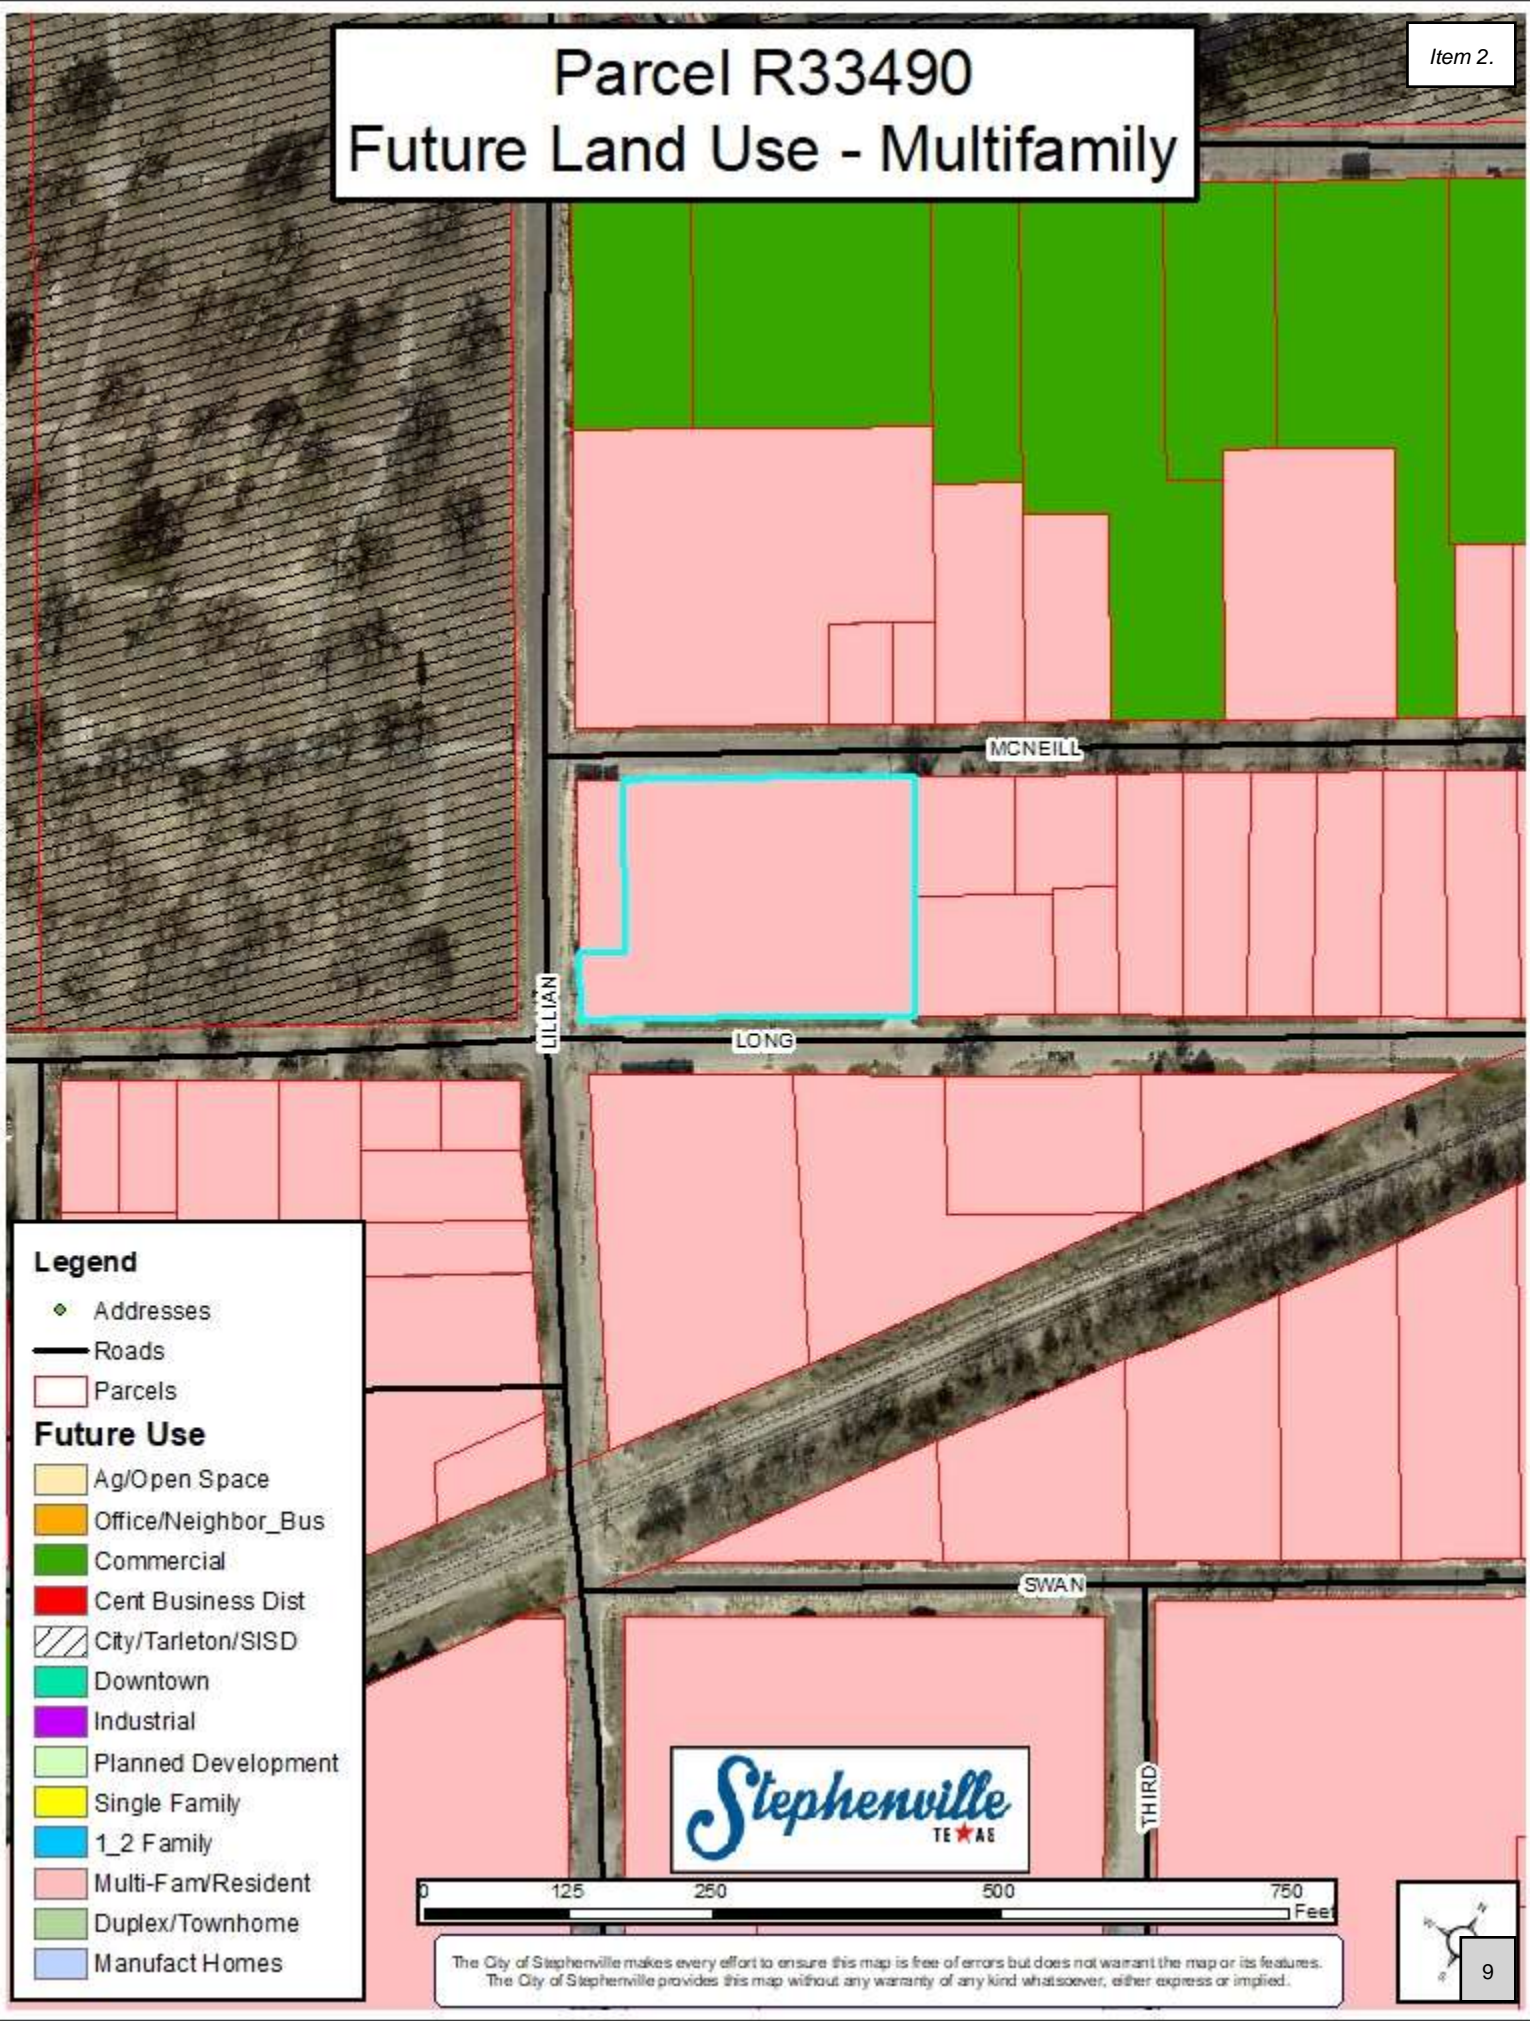 Item 2.
Parcel R33490
Future Land Use - Multifamily
MCNEILL
LILLIAN
LONG
SWAN
THIRD
Legend
Addresses
Roads
Parcels
Future Use
Ag/Open Space
Office/Neighbor_Bus
Commercial
Cent Business Dist
City/Tarleton/SISD
Downtown
Industrial
Planned Development
Single Family
1_2 Family
Multi-Fam/Resident
Duplex/Townhome
Manufact Homes
Stephenville
TEXAS
0 125 250 500 750
Feet
The City of Stephenville makes every effort to ensure this map is free of errors but does not warrant the map or its features.
The City of Stephenville provides this map without any warranty of any kind whatsoever, either express or implied.
N
W
S
9